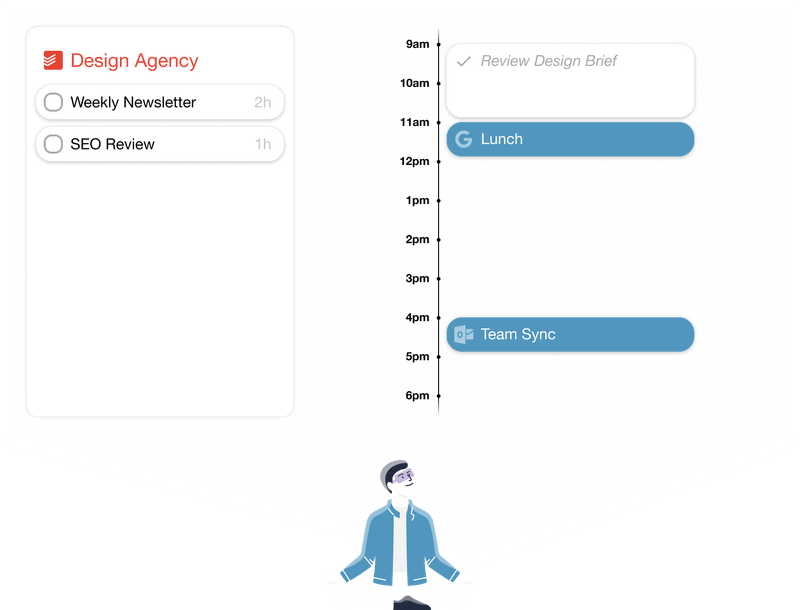 Design Agency
Weekly Newsletter 2h
SEO Review 1h
9am
Review Design Brief
10am
11am
Lunch
12pm
1pm
2pm
3pm
4pm
Team Sync
5pm
6pm